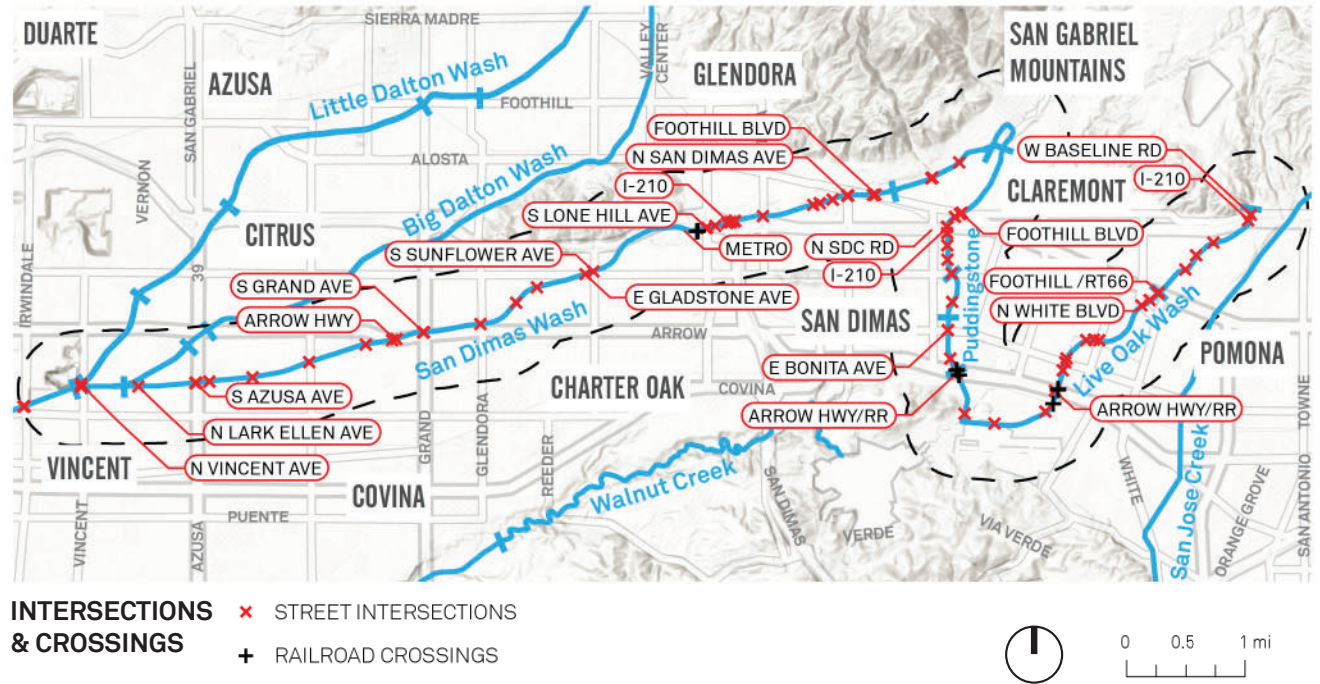 DUARTE
SIERRA MADRE
VALLEY
CENTER
SAN GABRIEL
MOUNTAINS
AZUSA
GLENDORA
SAN GABRIEL
Little Dalton Wash
FOOTHILL
FOOTHILL BLVD
N SAN DIMAS AVE
W BASELINE RD
ALOSTA
Big Dalton Wash
I-210
I-210
VERNON
CLAREMONT
S LONE HILL AVE
CITRUS
METRO
N SDC RD
FOOTHILL BLVD
S SUNFLOWER AVE
I-210
39
IRWINDALE
S GRAND AVE
E GLADSTONE AVE
FOOTHILL /RT66
Puddingstone
N WHITE BLVD
ARROW HWY
San Dimas Wash
ARROW
SAN DIMAS
Live Oak Wash
POMONA
E BONITA AVE
CHARTER OAK
COVINA
S AZUSA AVE
ARROW HWY/RR
ARROW HWY/RR
TOWNE
N LARK ELLEN AVE
GRAND
GLENDORA
REEDER
VINCENT
N VINCENT AVE
Walnut Creek
COVINA
SAN DIMAS
WHITE
San Jose Creek
ORANGE GROVE
SAN ANTONIO
VINCENT
AZUSA
PUENTE
VERDE
VIA VERDE
INTERSECTIONS
& CROSSINGS
STREET INTERSECTIONS
RAILROAD CROSSINGS
0 0.5 1 mi